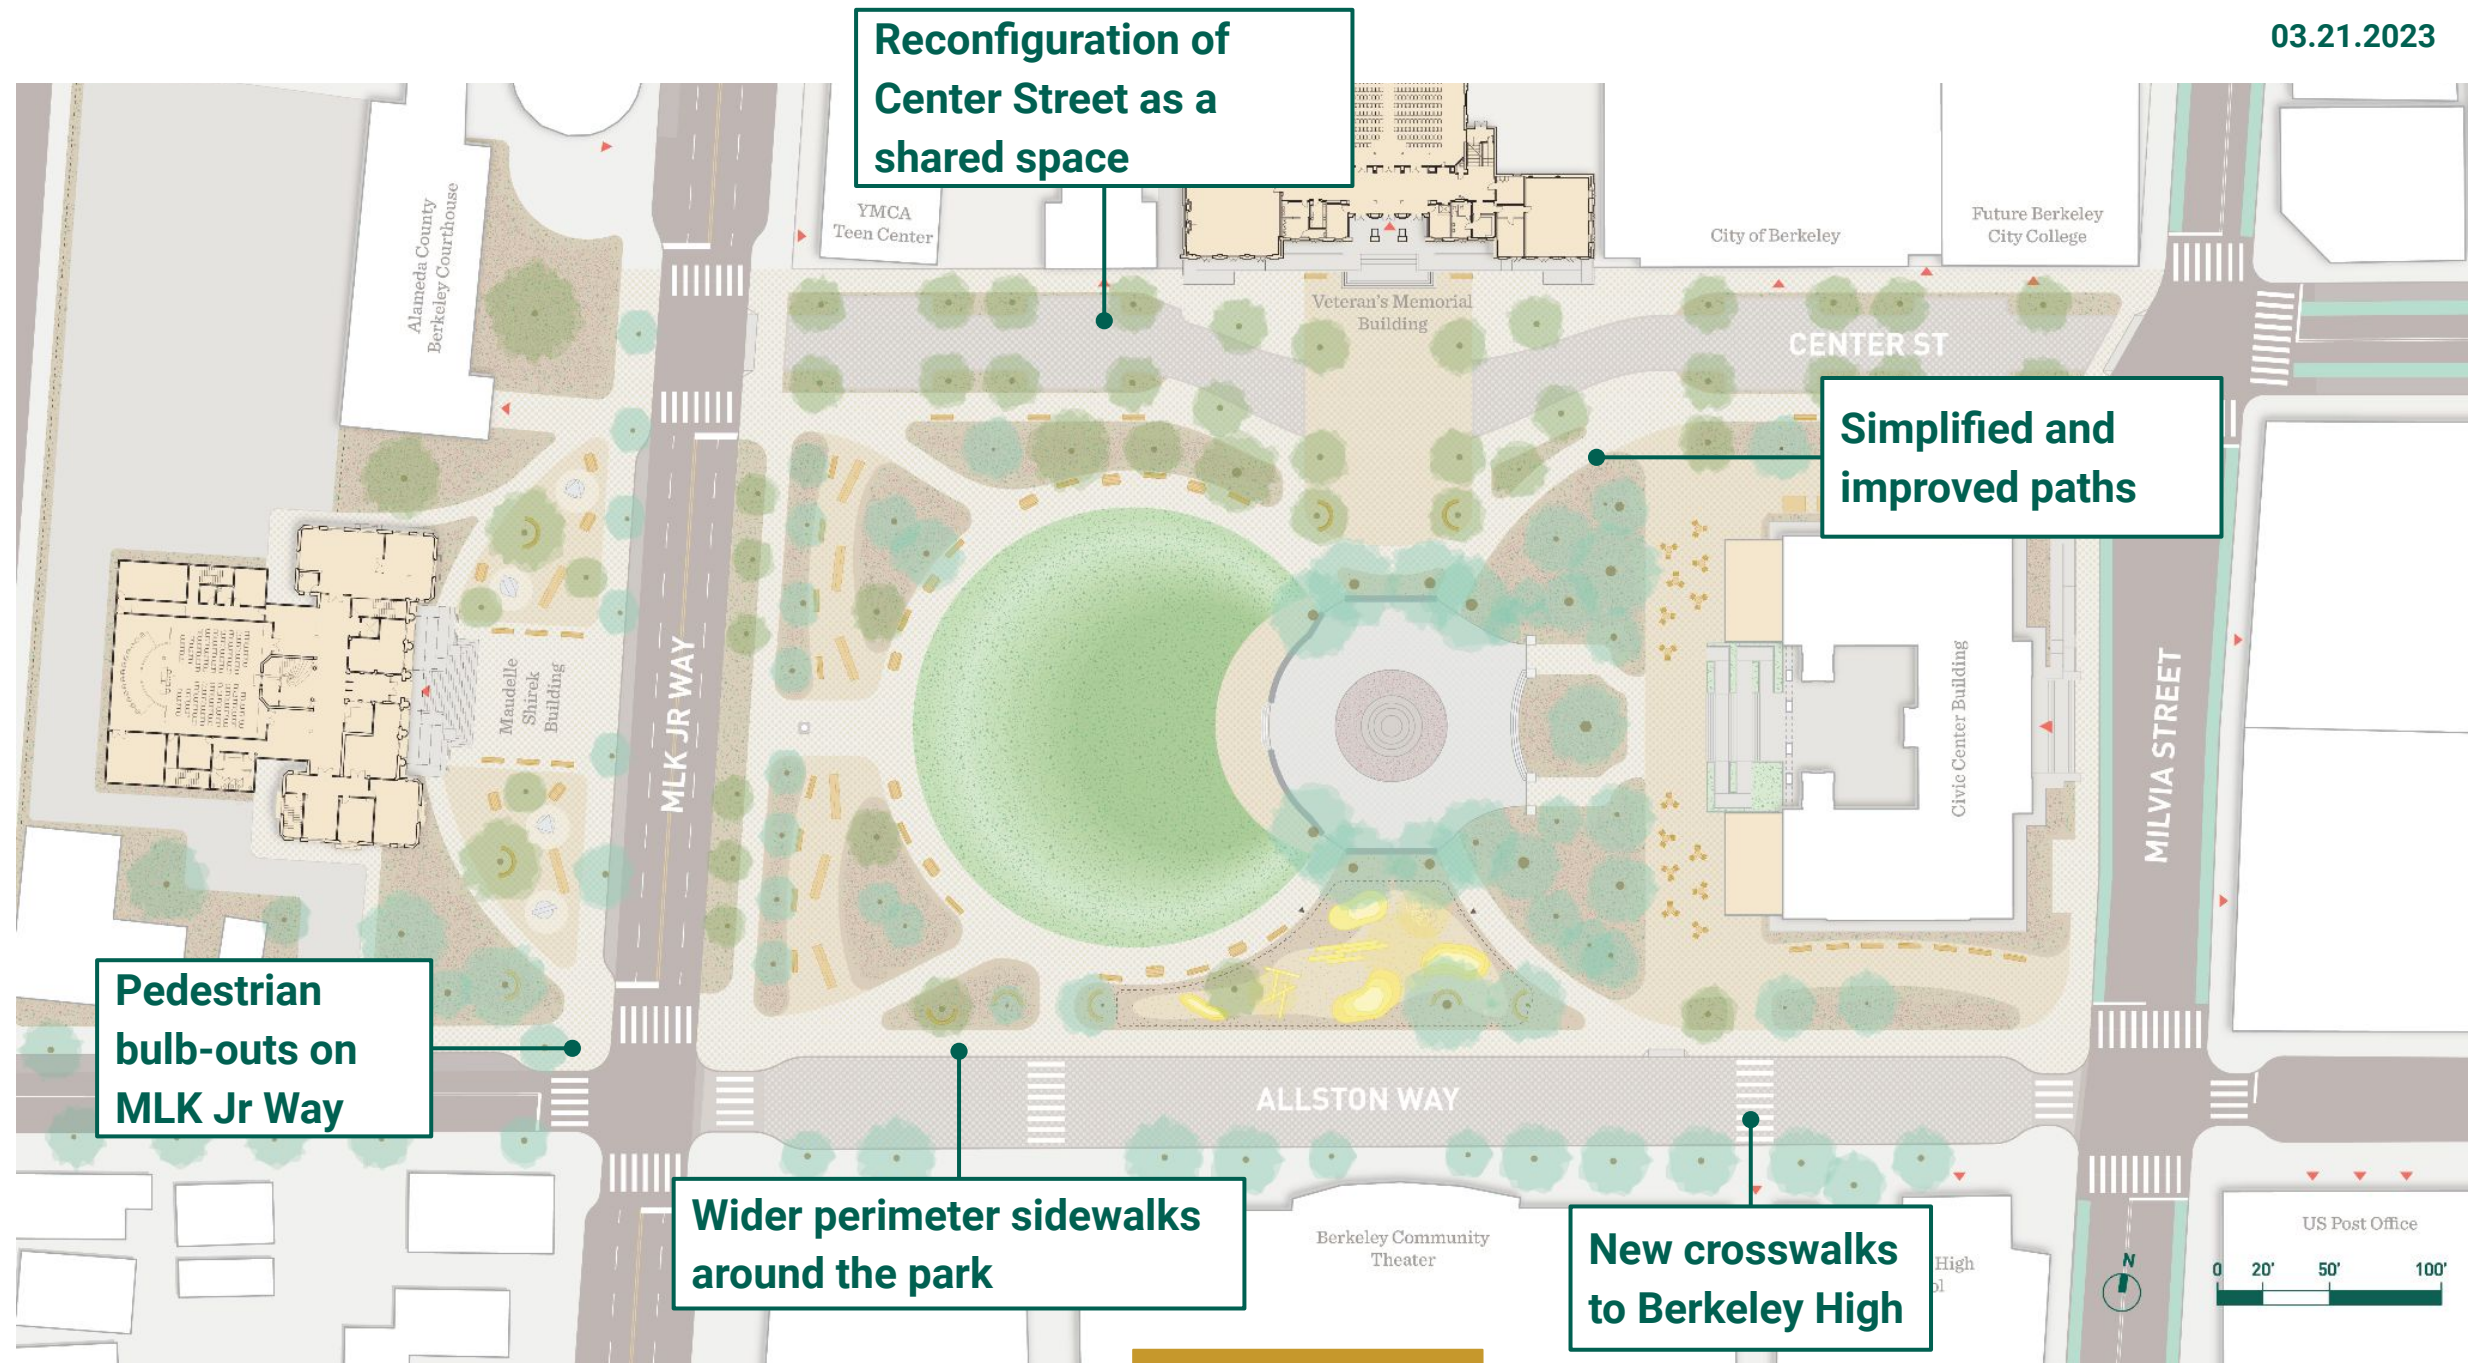 03.21.2023
Reconfiguration of
Center Street as a
shared space
Alameda County
Berkeley Courthouse
YMCA
Teen Center
Veteran's Memorial
Building
City of Berkeley
Future Berkeley
City College
CENTER ST
Simplified and
improved paths
Maudelle
Shirek
Building
MLK JR WAY
Civic Center Building
MILVIA STREET
Pedestrian
bulb-outs on
MLK Jr Way
ALLSTON WAY
Wider perimeter sidewalks
around the park
Berkeley Community
Theater
New crosswalks
to Berkeley High
High
US Post Office
N
0 20' 50' 100'